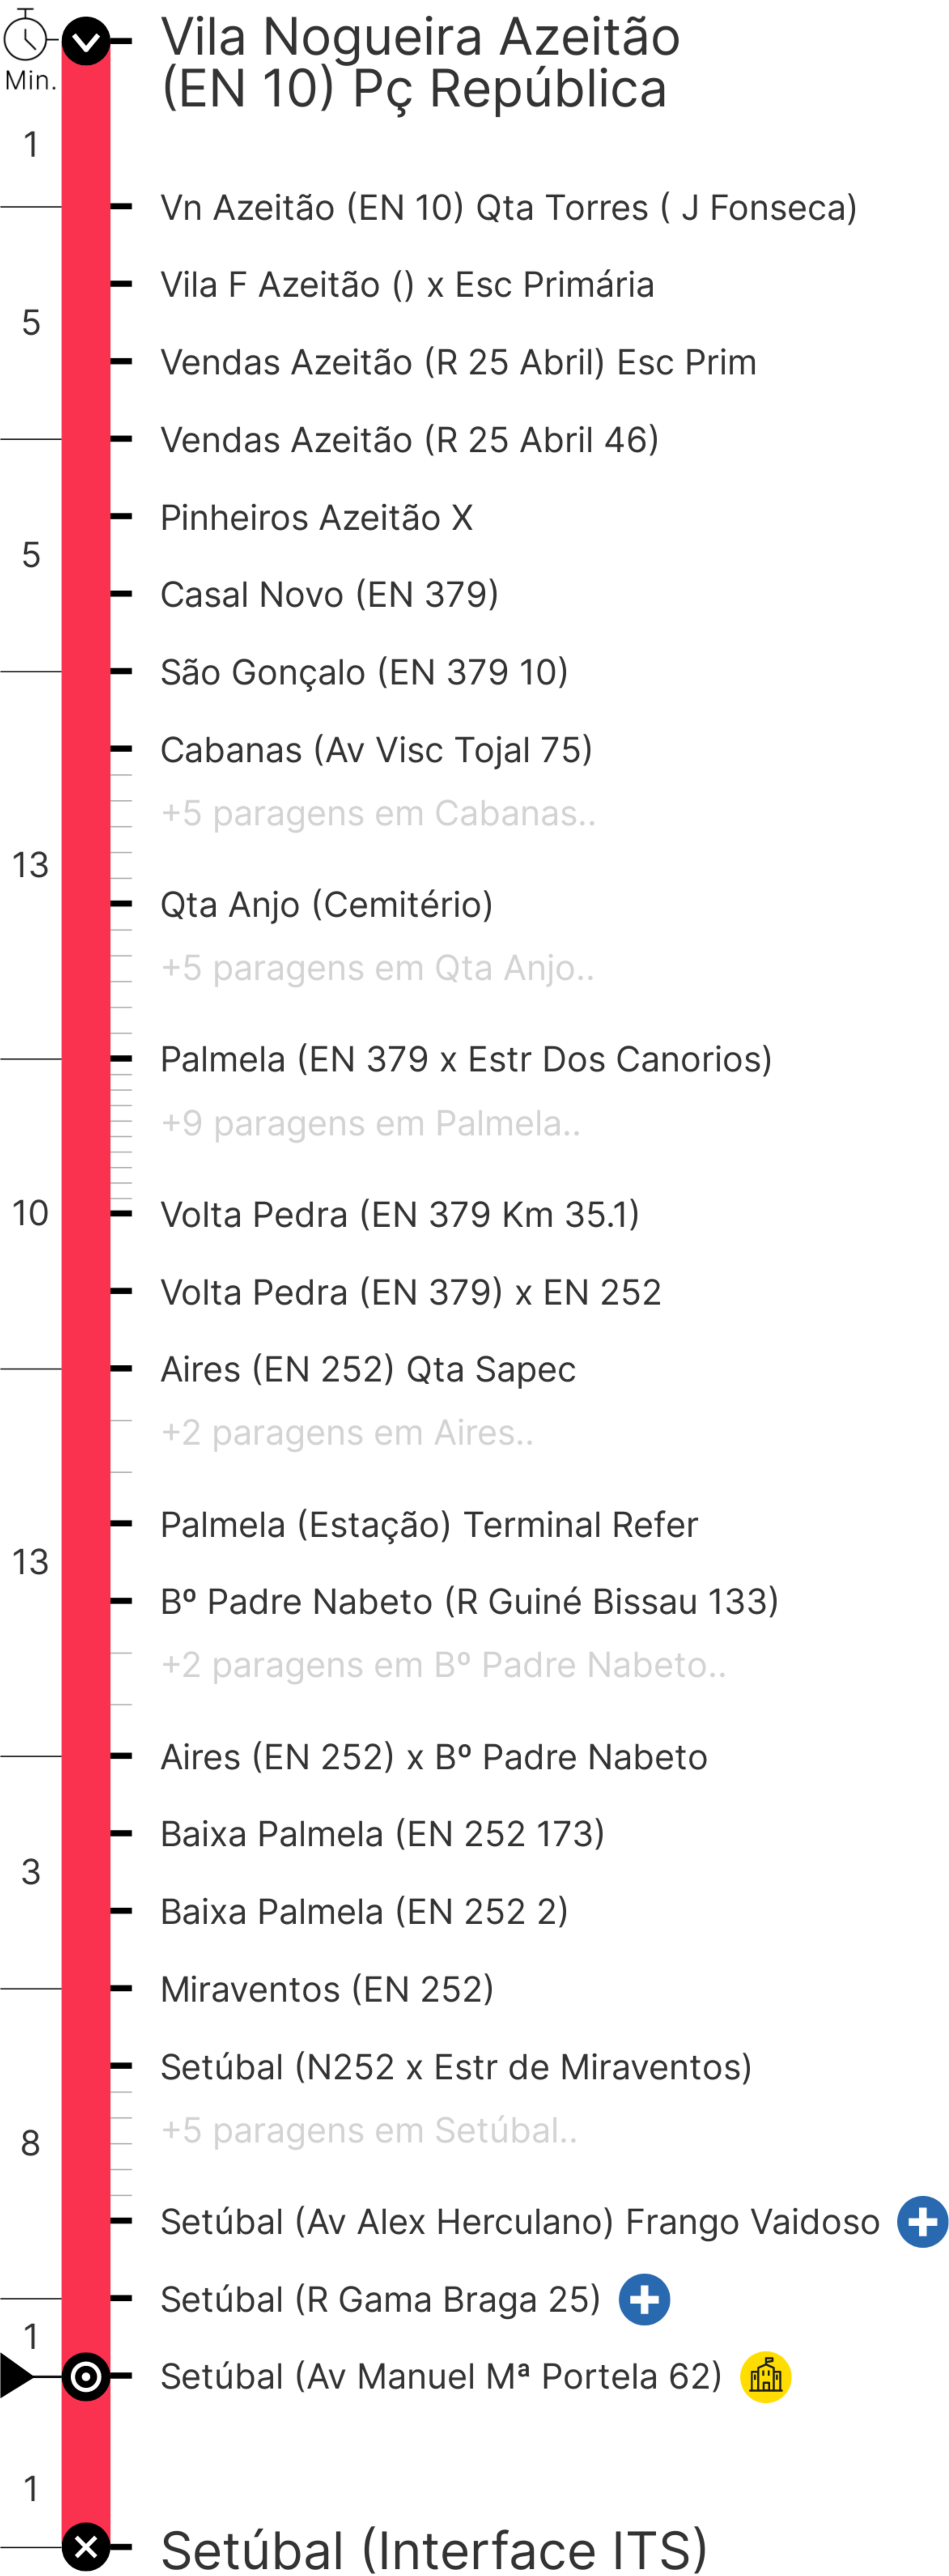 Vila Nogueira Azeitão
(EN 10) Pç República
Min.
1
Vn Azeitão (EN 10) Qta Torres ( J Fonseca)
Vila F Azeitão () x Esc Primária
5
Vendas Azeitão (R 25 Abril) Esc Prim
Vendas Azeitão (R 25 Abril 46)
Pinheiros Azeitão X
5
Casal Novo (EN 379)
São Gonçalo (EN 379 10)
Cabanas (Av Visc Tojal 75)
+5 paragens em Cabanas..
13
Qta Anjo (Cemitério)
+5 paragens em Qta Anjo..
Palmela (EN 379 x Estr Dos Canorios)
+9 paragens em Palmela..
10
Volta Pedra (EN 379 Km 35.1)
Volta Pedra (EN 379) x EN 252
Aires (EN 252) Qta Sapec
+2 paragens em Aires..
Palmela (Estação) Terminal Refer
13
Bº Padre Nabeto (R Guiné Bissau 133)
+2 paragens em Bº Padre Nabeto..
Aires (EN 252) x Bº Padre Nabeto
Baixa Palmela (EN 252 173)
3
Baixa Palmela (EN 252 2)
Miraventos (EN 252)
Setúbal (N252 x Estr de Miraventos)
+5 paragens em Setúbal..
8
Setúbal (Av Alex Herculano) Frango Vaidoso
Setúbal (R Gama Braga 25)
1
Setúbal (Av Manuel Mª Portela 62)
1
Setúbal (Interface ITS)